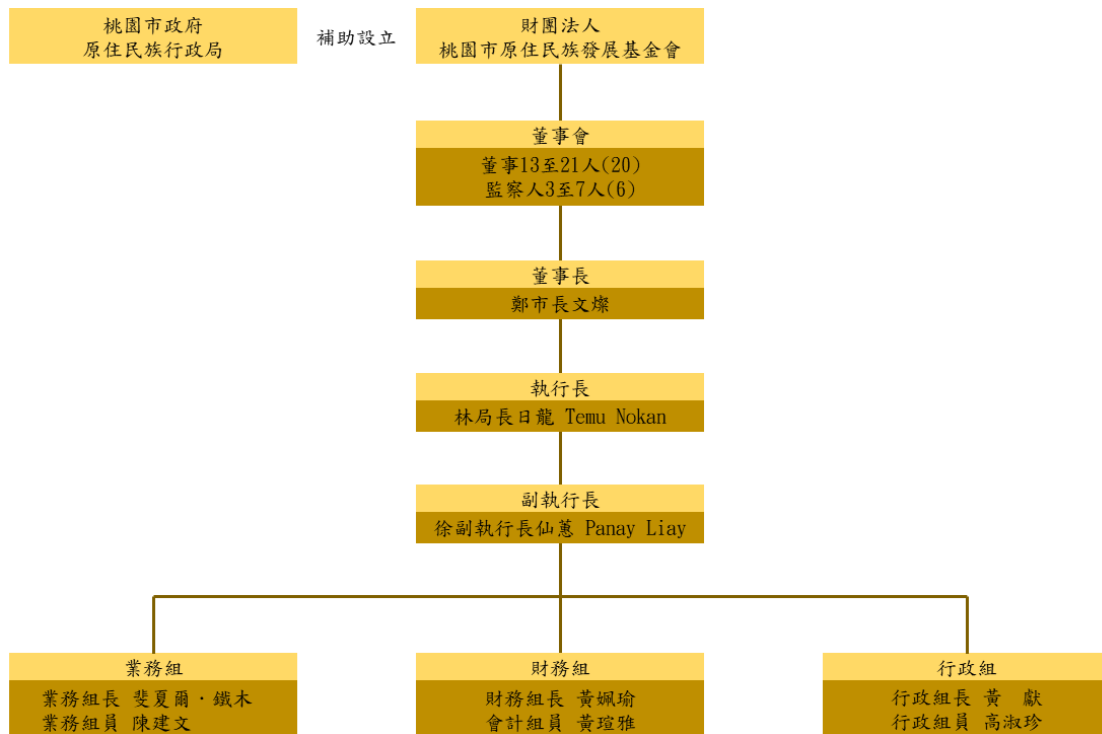 桃園市政府
原住民族行政局
補助設立
財團法人
桃園市原住民族發展基金會
董事會
董事13至21人(20)
監察人3至7人(6)
董事長
鄭市長文燦
執行長
林局長日龍 Temu Nokan
副執行長
徐副執行長仙蕙 Panay Liay
業務組
業務組長 斐夏爾·鐵木
業務組員 陳建文
財務組
財務組長 黃姵瑜
會計組員 黃瑄雅
行政組
行政組長 黃　獻
行政組員 高淑珍